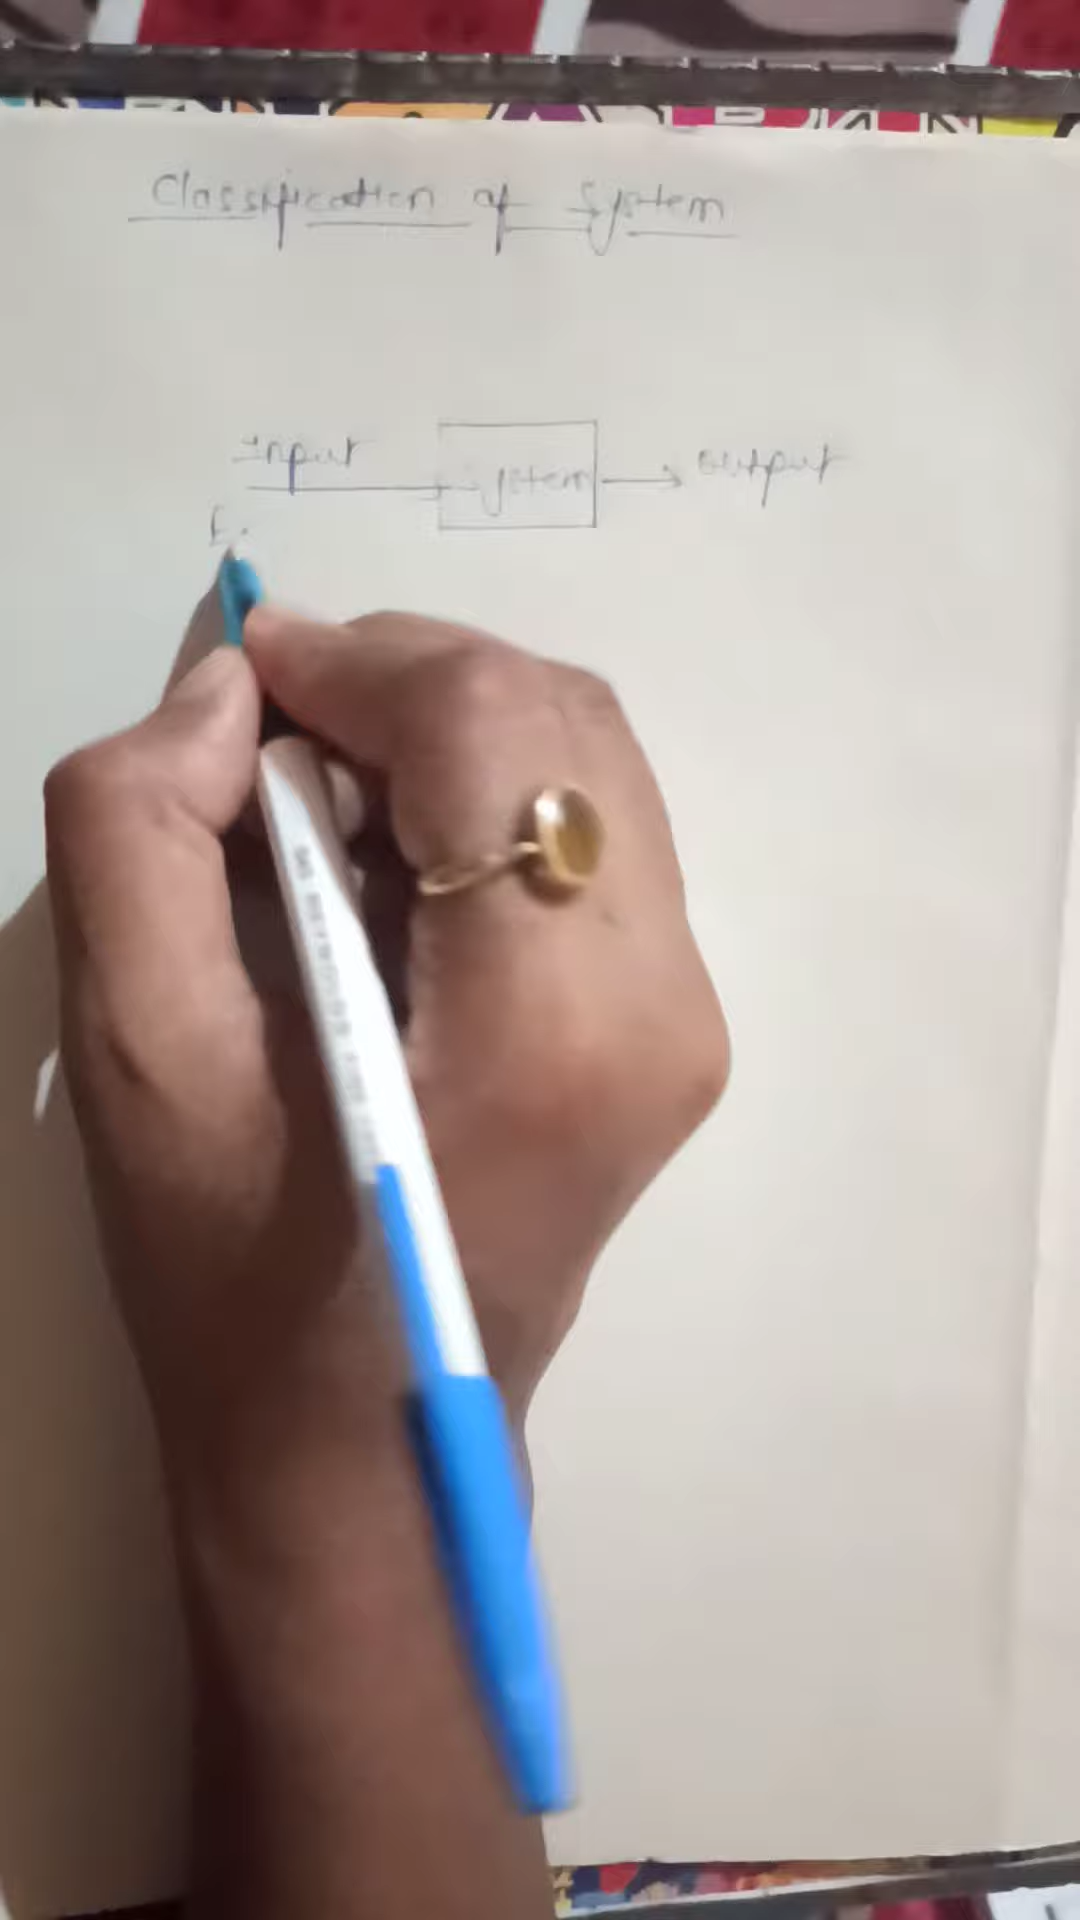 Classification of System
Input
System
output